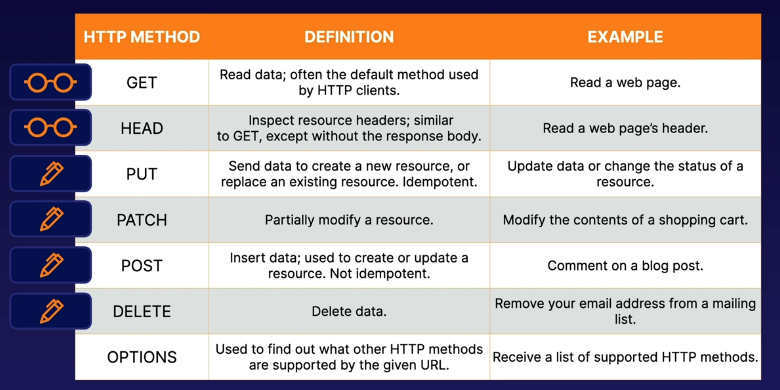 HTTP METHOD DEFINITION EXAMPLE
GET
Read data; often the default method used
by HTTP clients.
Read a web page.
HEAD
Inspect resource headers; similar
to GET, except without the response body.
Read a web page's header.
PUT
Send data to create a new resource, or
replace an existing resource. Idempotent.
Update data or change the status of a
resource.
PATCH
Partially modify a resource.
Modify the contents of a shopping cart.
POST
Insert data; used to create or update a
resource. Not idempotent.
Comment on a blog post.
DELETE
Delete data.
Remove your email address from a mailing
list.
OPTIONS
Used to find out what other HTTP methods
are supported by the given URL.
Receive a list of supported HTTP methods.